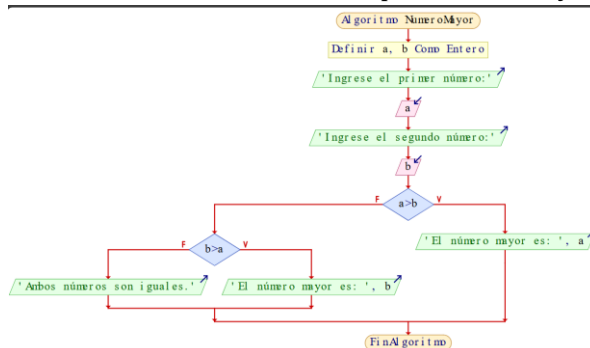 Algoritmo NumeroMayor
Definir a, b Como Entero
'Ingrese el primer número:'
a
'Ingrese el segundo número:'
b
a>b
F
V
b>a
F
V
'El número mayor es: ', a
'Ambos números son iguales.'
'El número mayor es: ', b
FinAlgoritmo